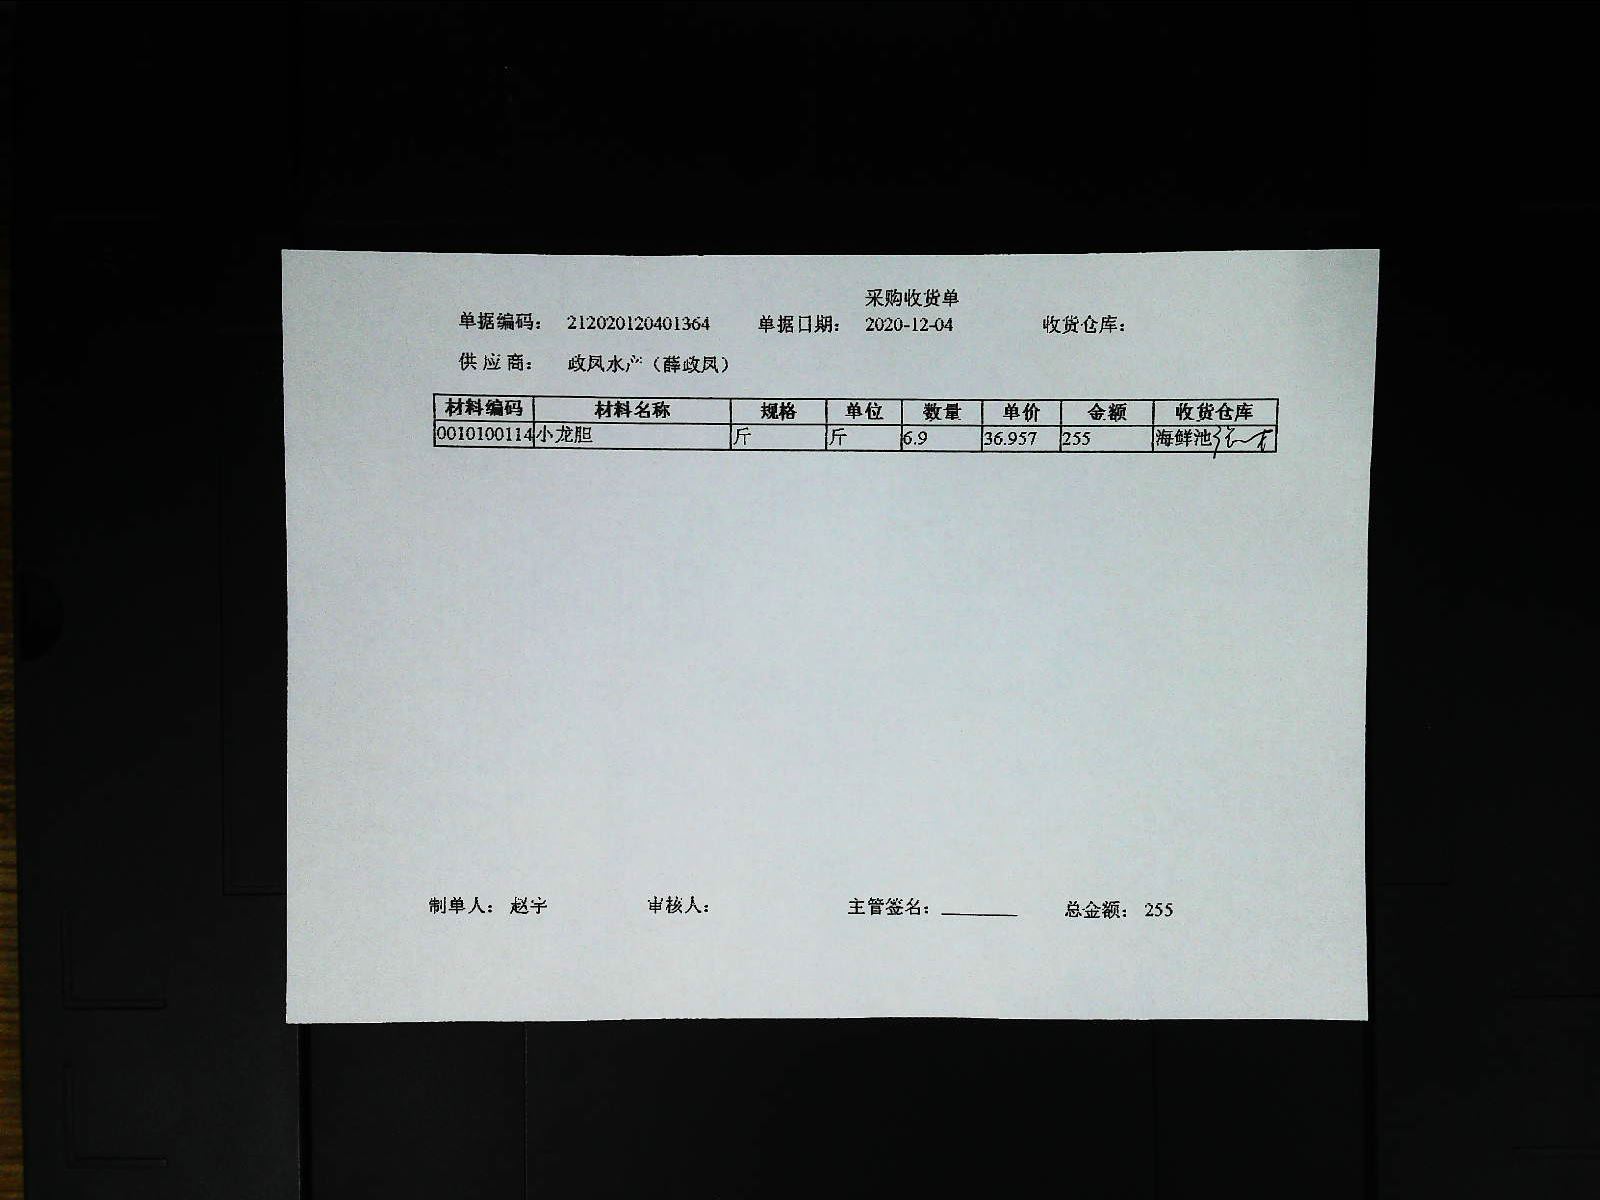 采购收货单
单据编码： 212020120401364 单据日期： 2020-12-04 收货仓库：
供应商： 政凤水产（薛政凤）
材料编码 材料名称 规格 单位 数量 单价 金额 收货仓库
0010100114 小龙胆 斤 斤 6.9 36.957 255 海鲜池
制单人： 赵宇 审核人： 主管签名： 总金额： 255